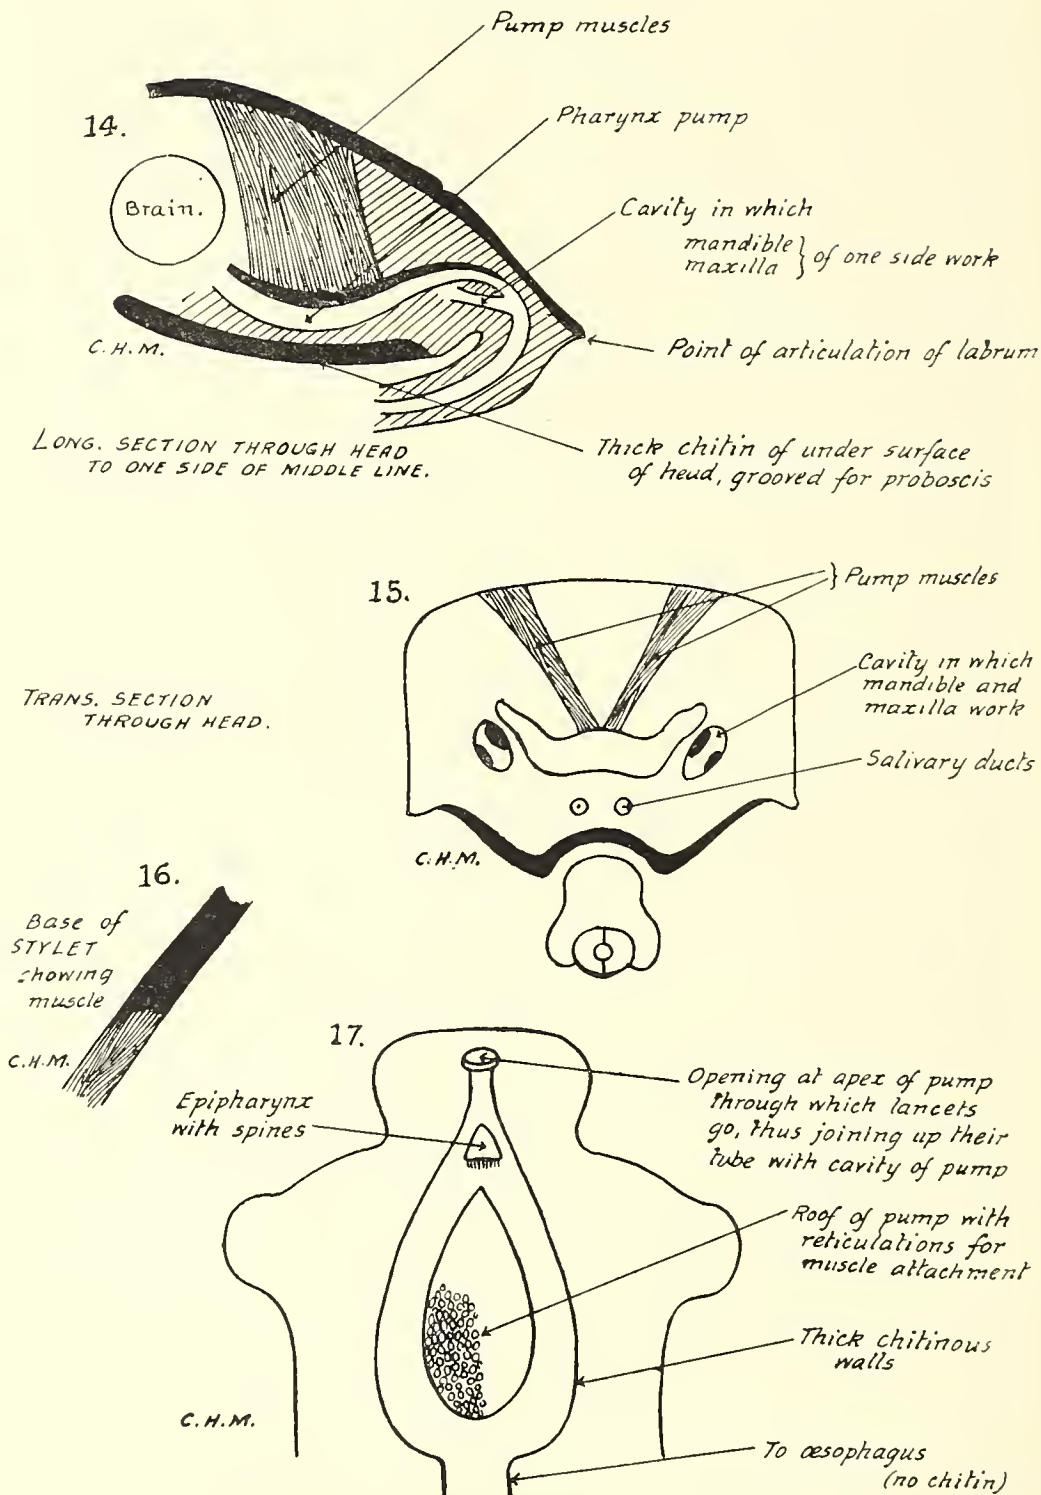 Pump muscles
14.
Pharynx pump
Brain.
Cavity in which
mandible } of one side work
maxilla
C.H.M.
Point of articulation of labrum
LONG. SECTION THROUGH HEAD
TO ONE SIDE OF MIDDLE LINE.
Thick chitin of under surface
of head, grooved for proboscis
15.
} Pump muscles
Cavity in which
mandible and
maxilla work
TRANS. SECTION
THROUGH HEAD.
Salivary ducts
C.H.M.
16.
Base of
STYLET
showing
muscle
C.H.M.
17.
Opening at apex of pump
through which lancets
go, thus joining up their
tube with cavity of pump
Epipharynx
with spines
Roof of pump with
reticulations for
muscle attachment
Thick chitinous
walls
C.H.M.
To œsophagus
(no chitin)